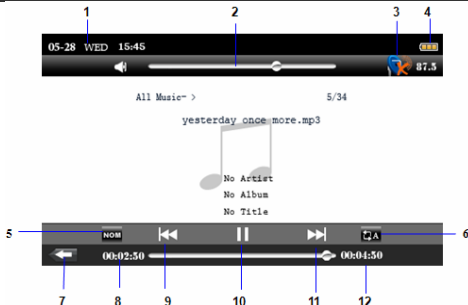 1 2 3 4
05-28 WED 15:45
87.5
All Music- > 5/34
yesterday once more.mp3
No Artist
No Album
No Title
5 NOM A 6
00:02:50 00:04:50
7 8 9 10 11 12